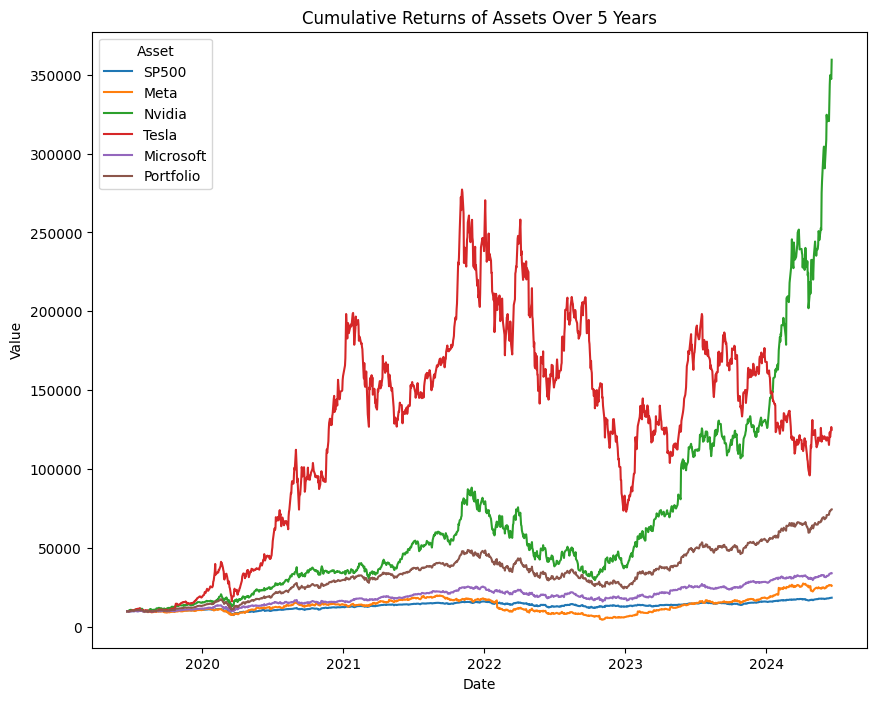 Cumulative Returns of Assets Over 5 Years
Asset
SP500
Meta
Nvidia
Tesla
Microsoft
Portfolio
Value
350000
300000
250000
200000
150000
100000
50000
0
2020 2021 2022 2023 2024
Date